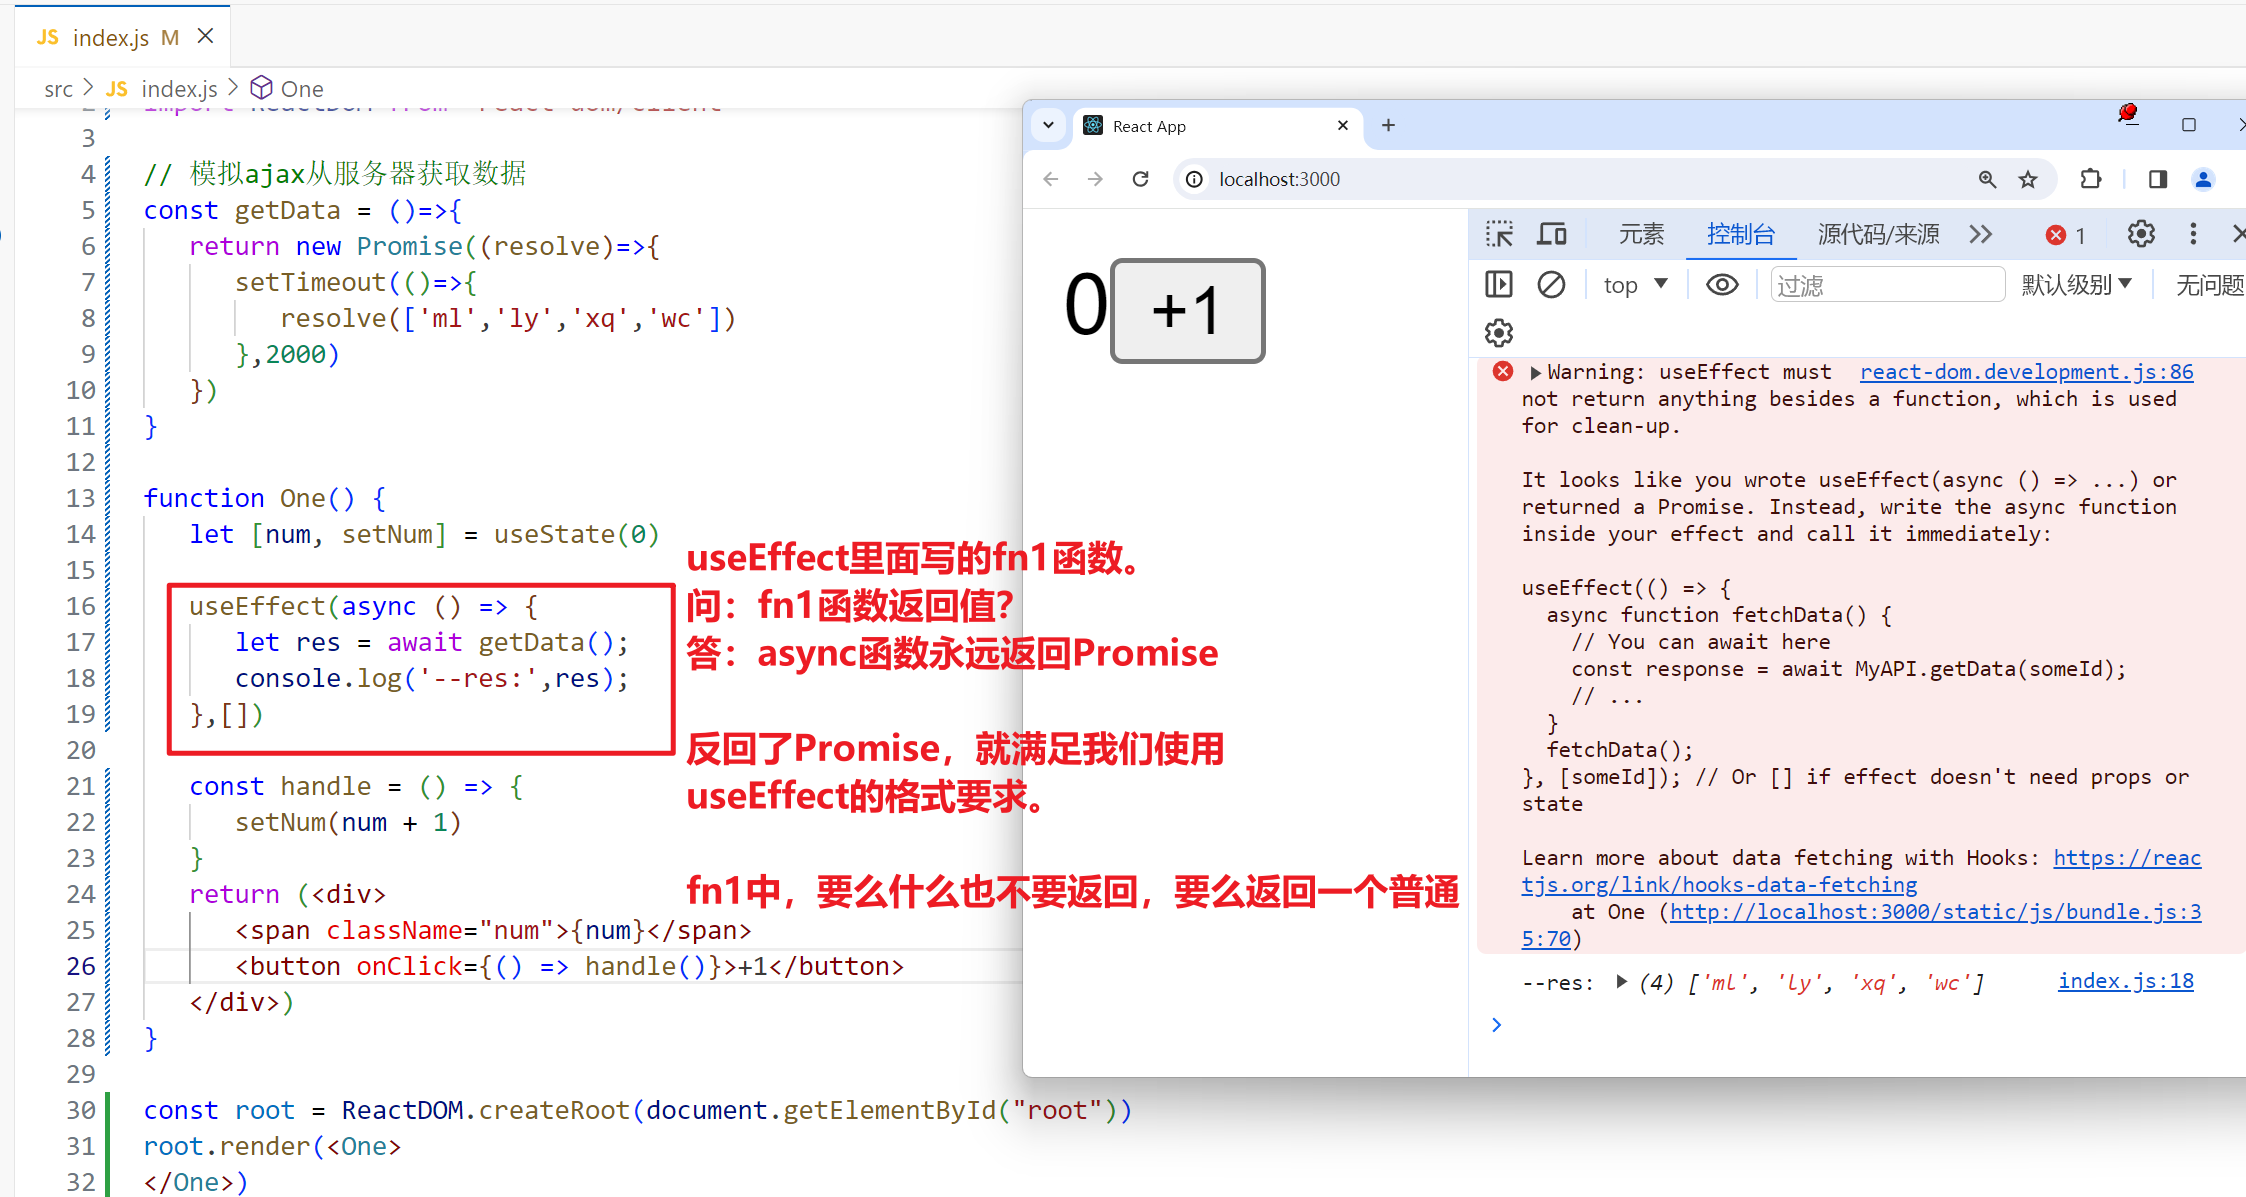 JS index.js M
src > JS index.js > One
2 import ReactDOM from 'react-dom/client'
3
4 // 模拟ajax从服务器获取数据
5 const getData = ()=>{
6 return new Promise((resolve)=>{
7 setTimeout(()=>{
8 resolve(['ml','ly','xq','wc'])
9 },2000)
10 })
11 }
12
13 function One() {
14 let [num, setNum] = useState(0)
15
16 useEffect(async () => {
17 let res = await getData();
18 console.log('--res:',res);
19 },[])
20
21 const handle = () => {
22 setNum(num + 1)
23 }
24 return (<div>
25 <span className="num">{num}</span>
26 <button onClick={() => handle()}>+1</button>
27 </div>)
28 }
29
30 const root = ReactDOM.createRoot(document.getElementById("root"))
31 root.render(<One>
32 </One>)
useEffect里面写的fn1函数。
问：fn1函数返回值？
答：async函数永远返回Promise
反回了Promise，就满足我们使用
useEffect的格式要求。
fn1中，要么什么也不要返回，要么返回一个普通
React App
localhost:3000
0 +1
元素 控制台 源代码/来源 1
top 过滤 默认级别 无问题
Warning: useEffect must react-dom.development.js:86
not return anything besides a function, which is used
for clean-up.
It looks like you wrote useEffect(async () => ...) or
returned a Promise. Instead, write the async function
inside your effect and call it immediately:
useEffect(() => {
async function fetchData() {
// You can await here
const response = await MyAPI.getData(someId);
// ...
}
fetchData();
}, [someId]); // Or [] if effect doesn't need props or
state
Learn more about data fetching with Hooks: https://reac
tjs.org/link/hooks-data-fetching
at One (http://localhost:3000/static/js/bundle.js:3
5:70)
--res: (4) ['ml', 'ly', 'xq', 'wc'] index.js:18